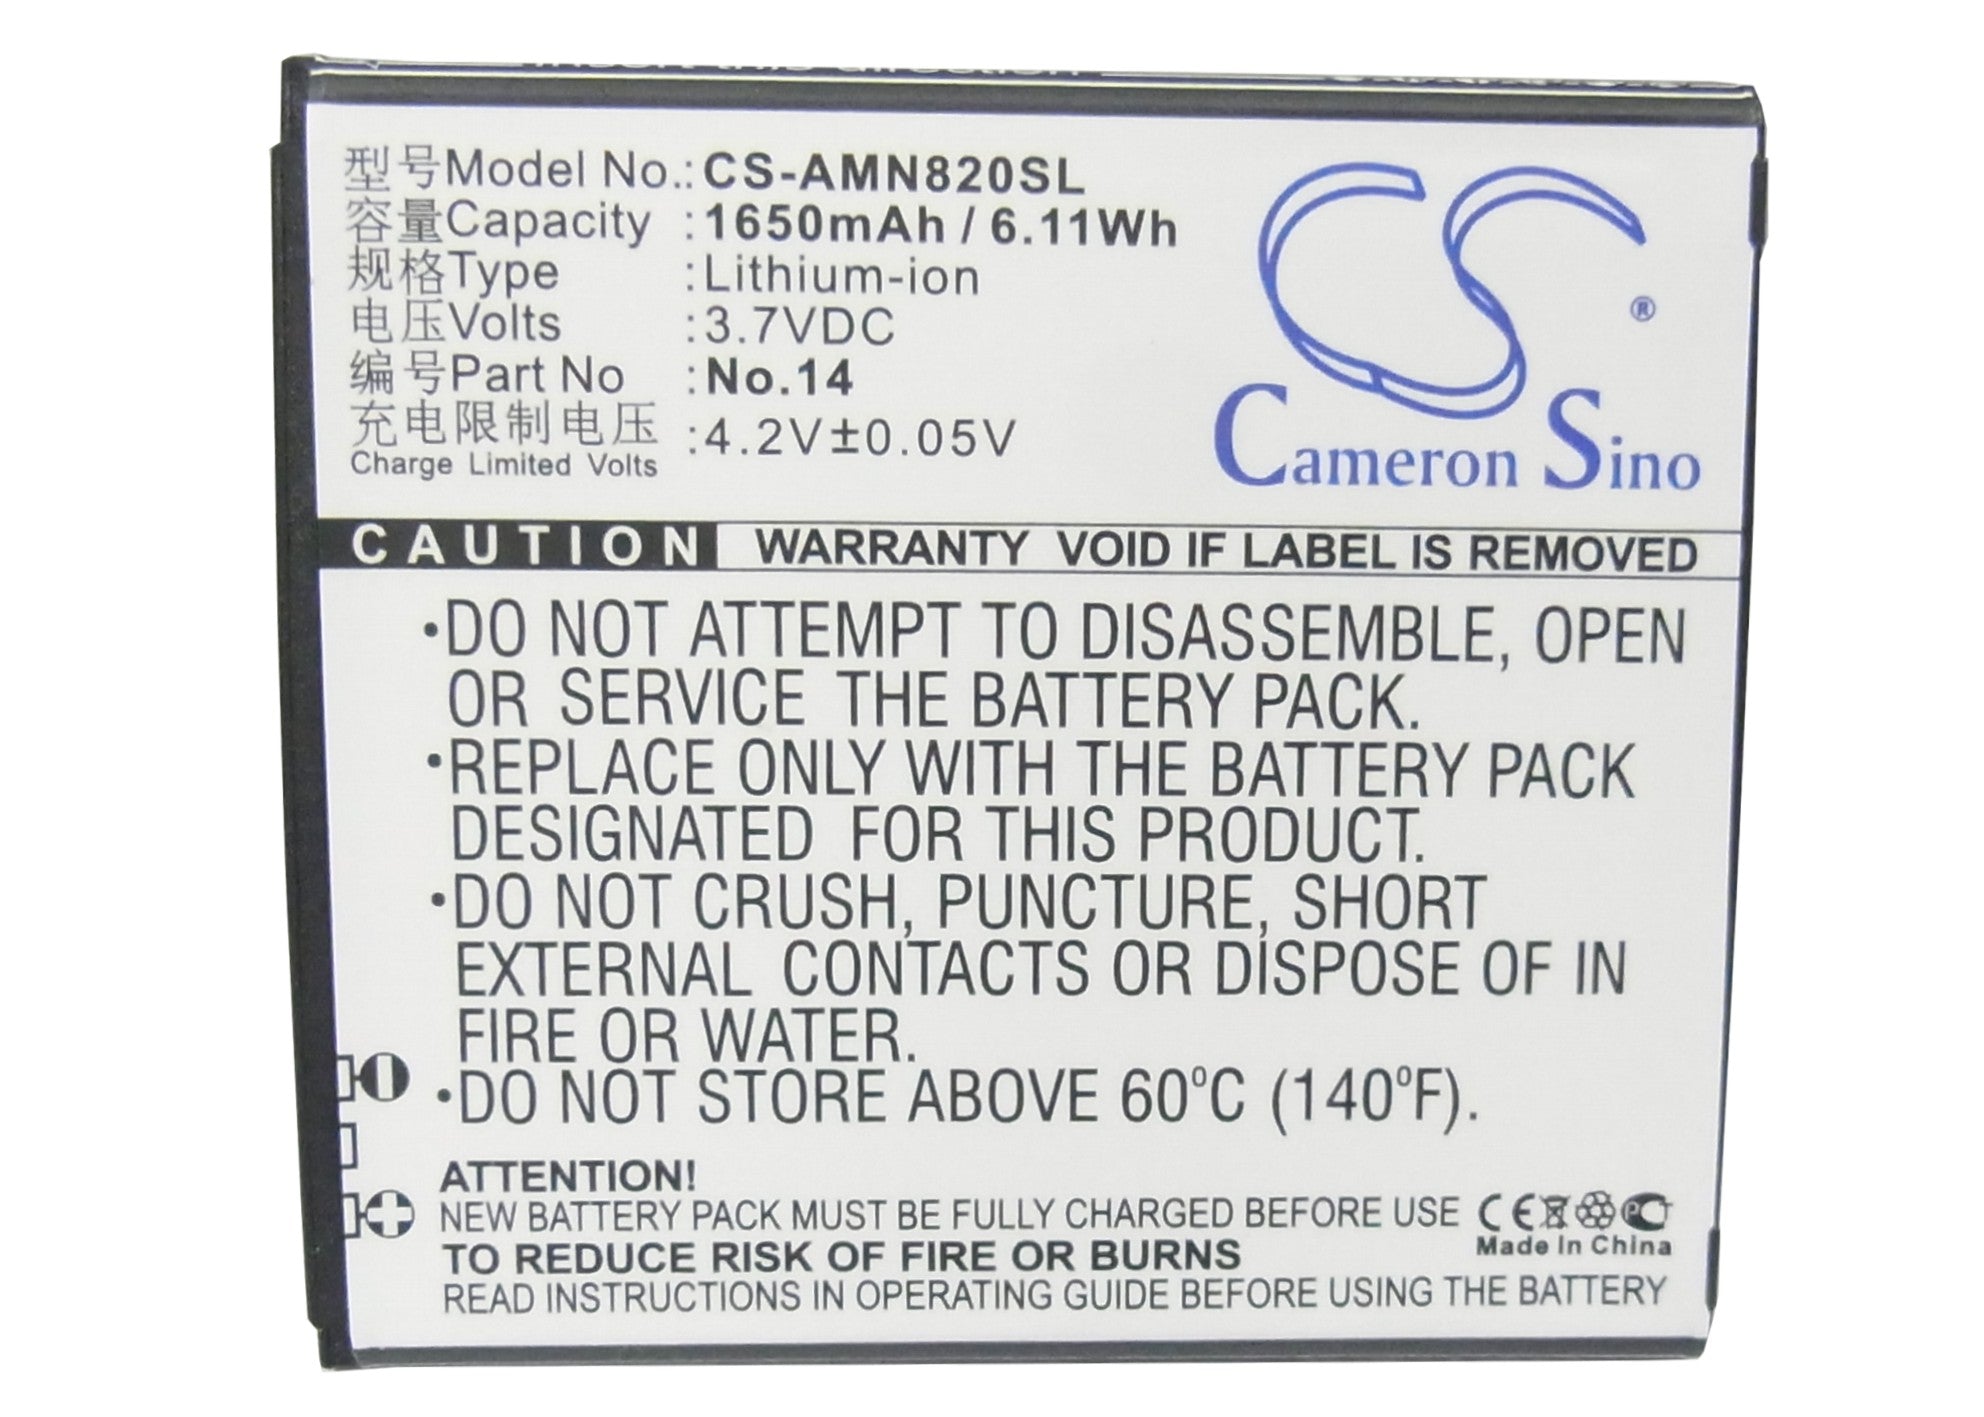 Insert this direction
型号Model No.: CS-AMN820SL
容量Capacity : 1650mAh / 6.11Wh
规格Type : Lithium-ion
电压Volts : 3.7VDC
编号Part No : No.14
充电限制电压 : 4.2V±0.05V
Charge Limited Volts
CS ®
Cameron Sino
CAUTION WARRANTY VOID IF LABEL IS REMOVED
•DO NOT ATTEMPT TO DISASSEMBLE, OPEN
OR SERVICE THE BATTERY PACK.
•REPLACE ONLY WITH THE BATTERY PACK
DESIGNATED FOR THIS PRODUCT.
•DO NOT CRUSH, PUNCTURE, SHORT
EXTERNAL CONTACTS OR DISPOSE OF IN
FIRE OR WATER.
•DO NOT STORE ABOVE 60°C (140°F).
ATTENTION!
NEW BATTERY PACK MUST BE FULLY CHARGED BEFORE USE CE
TO REDUCE RISK OF FIRE OR BURNS Made In China
READ INSTRUCTIONS IN OPERATING GUIDE BEFORE USING THE BATTERY